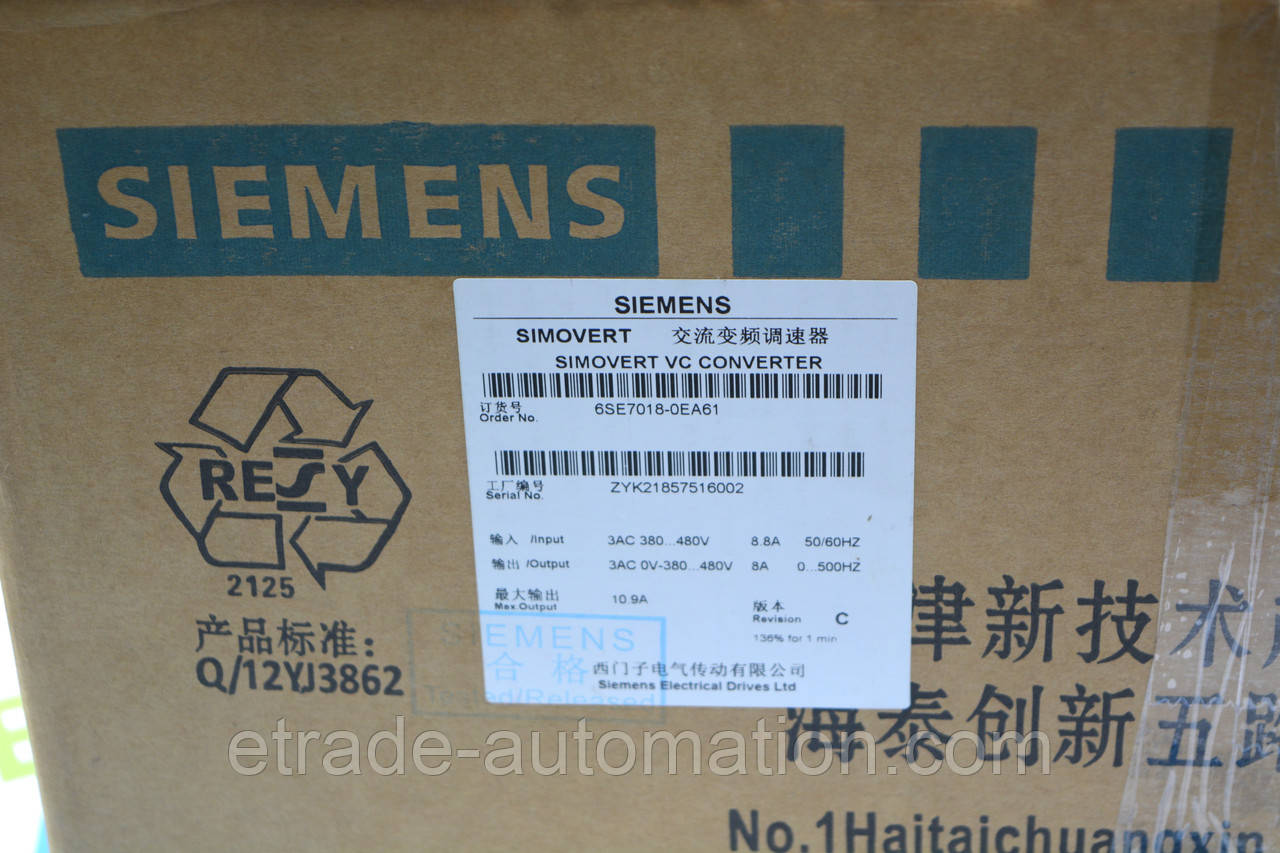 SIEMENS
SIEMENS
SIMOVERT 交流变频调速器
SIMOVERT VC CONVERTER
订货号 6SE7018-0EA61
Order No.
工厂编号 ZYK21857516002
Serial No.
输入 /Input 3AC 380...480V 8.8A 50/60HZ
输出 /Output 3AC 0V-380...480V 8A 0...500HZ
最大输出 10.9A
Max.Output
版本 C
Revision
136% for 1 min
西门子电气传动有限公司
Siemens Electrical Drives Ltd
SIEMENS
合格
Tested/Released
RESY
2125
产品标准：
Q/12YJ3862
津新技术
海泰创新五路
No.1Haitaichuangxin
etrade-automation.com